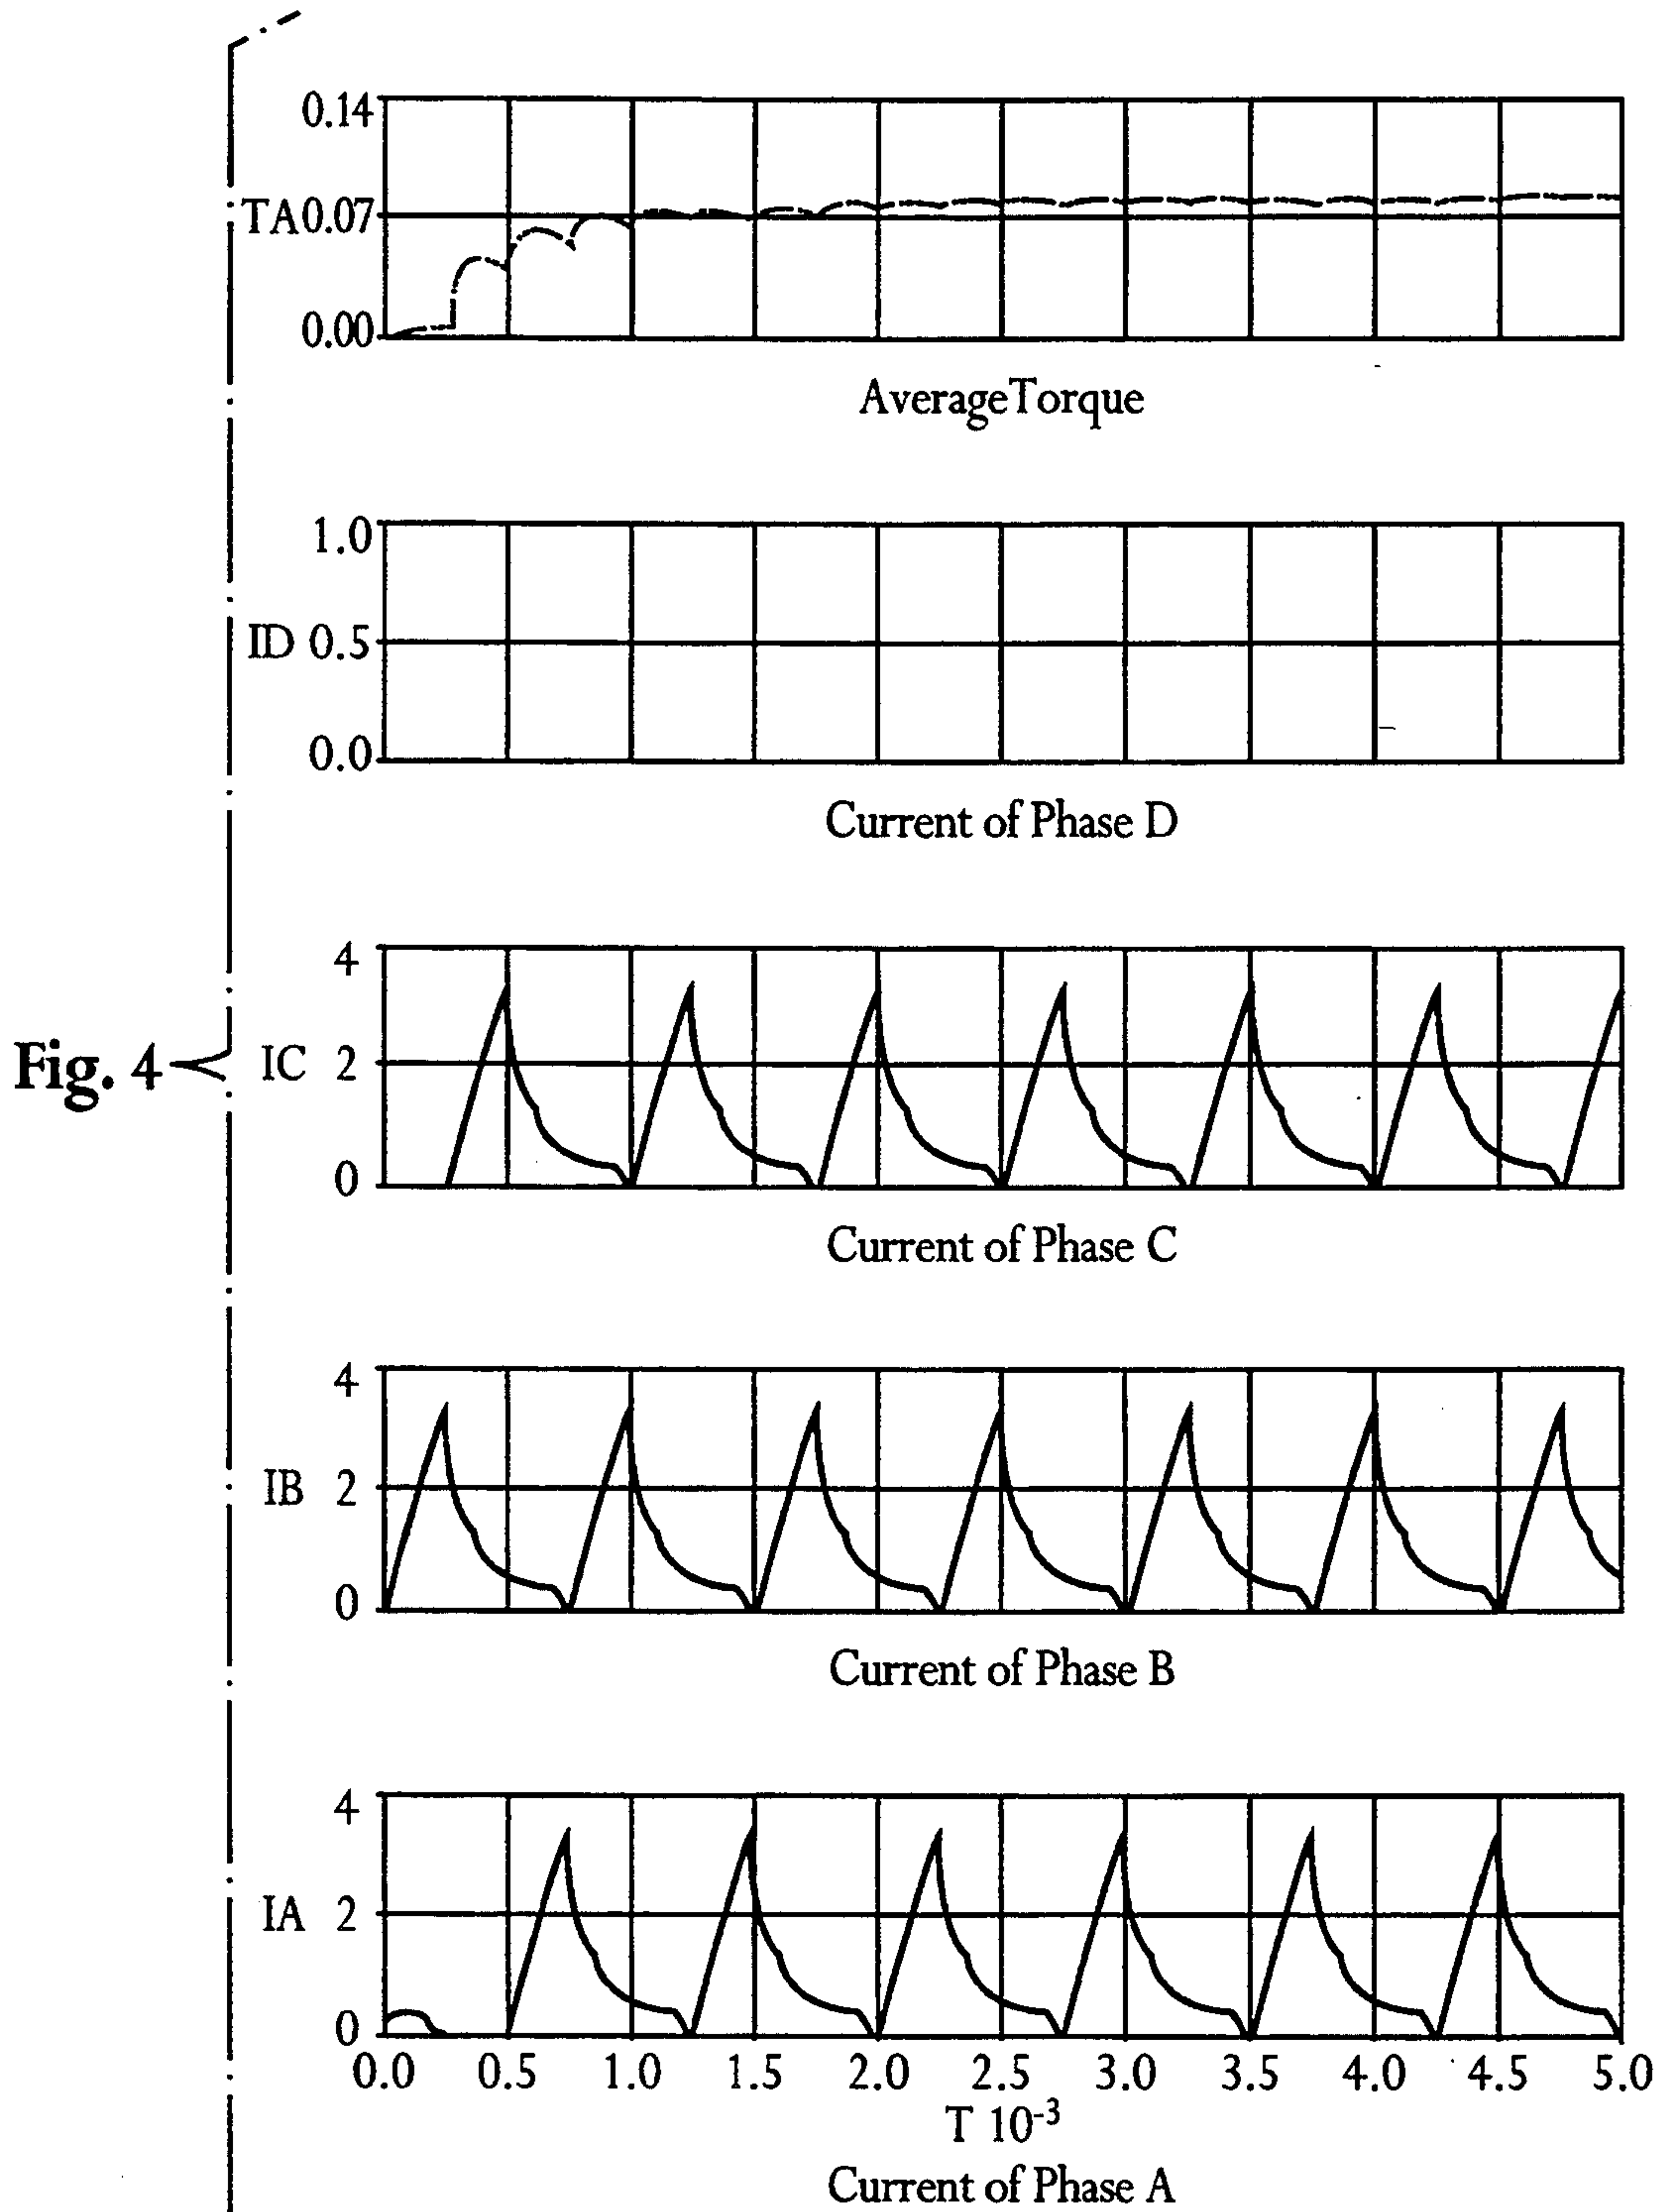 0.14
TA0.07
0.00
Average Torque
1.0
ID 0.5
0.0
Current of Phase D
4
Fig. 4
IC 2
0
Current of Phase C
4
IB 2
0
Current of Phase B
4
IA 2
0
0.0 0.5 1.0 1.5 2.0 2.5 3.0 3.5 4.0 4.5 5.0
T 10⁻³
Current of Phase A